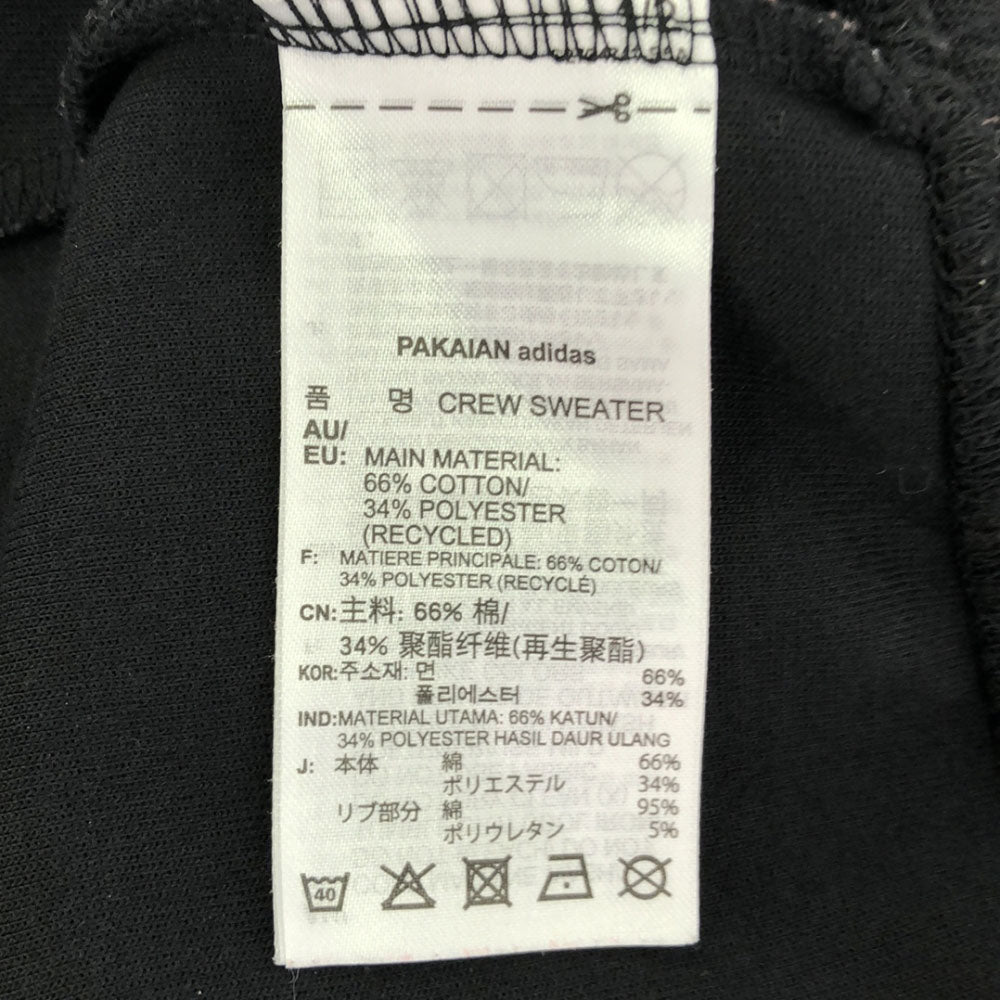 PAKAIAN adidas
품 명 CREW SWEATER
AU/
EU: MAIN MATERIAL:
66% COTTON/
34% POLYESTER
(RECYCLED)
F: MATIERE PRINCIPALE: 66% COTON/
34% POLYESTER (RECYCLÉ)
CN: 主料: 66% 棉/
34% 聚酯纤维(再生聚酯)
KOR: 주소재: 면 66%
폴리에스터 34%
IND: MATERIAL UTAMA: 66% KATUN/
34% POLYESTER HASIL DAUR ULANG
J: 本体 綿 66%
ポリエステル 34%
リブ部分 綿 95%
ポリウレタン 5%
40